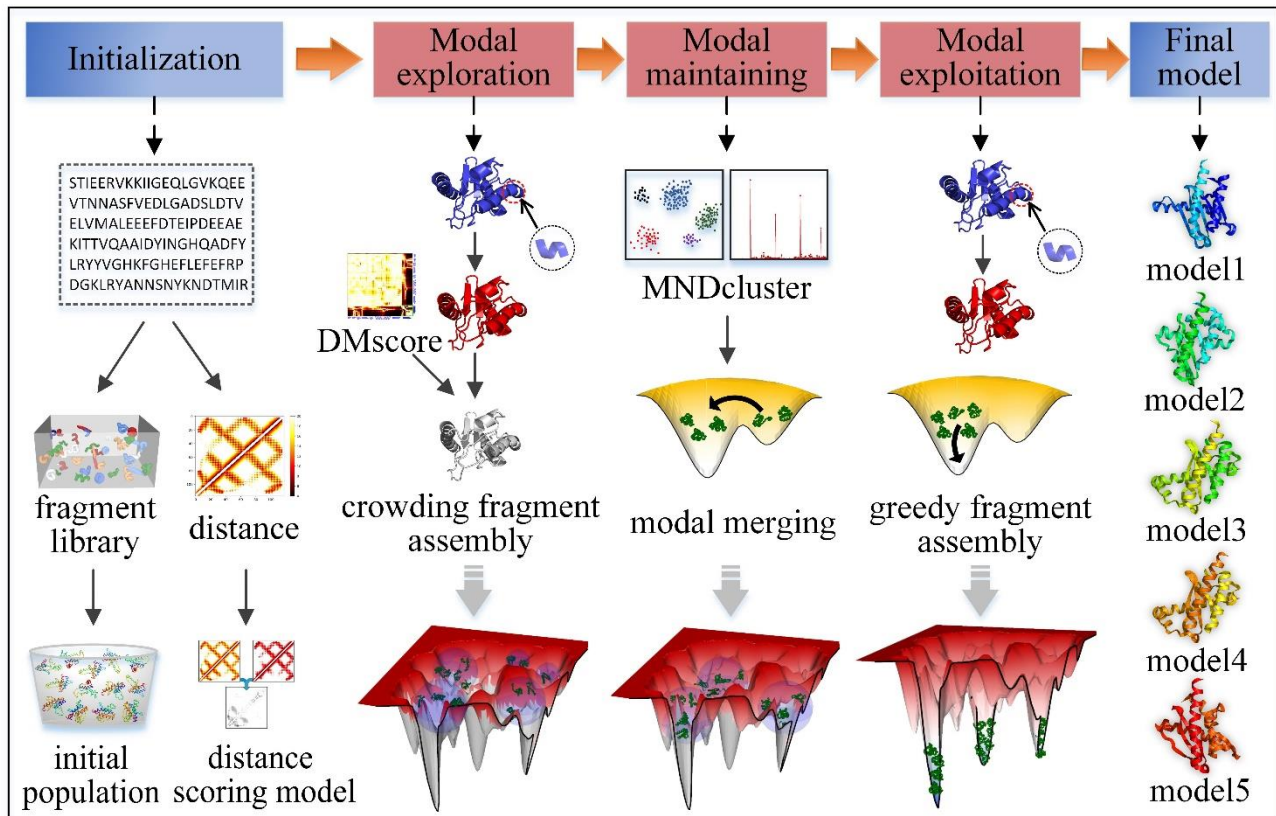 Initialization
Modal
exploration
Modal
maintaining
Modal
exploitation
Final
model
STIEERVKKIIGEQLGVKQEE
VTNNASFVEDLGADSLDTV
ELVMALEEEFDTEIPDEEAE
KITTVQAAIDYINGHQADFY
LRYYVGHKFGHEFLEFEFRP
DGKLRYANNSNYKNDTMIR
fragment
library
distance
initial
population
distance
scoring model
DMscore
crowding fragment
assembly
MNDcluster
modal merging
greedy fragment
assembly
model1
model2
model3
model4
model5